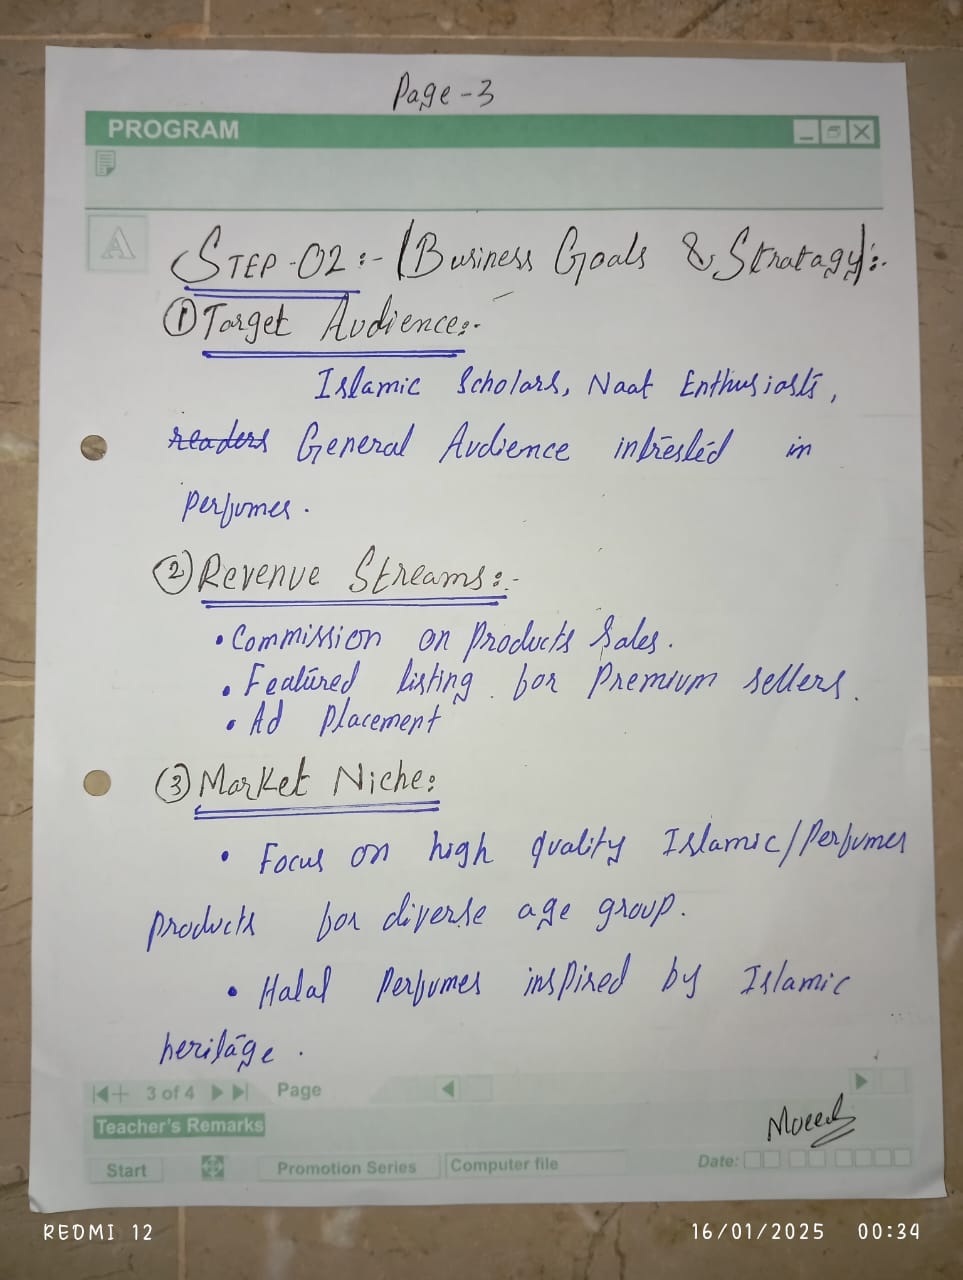 Page-3
PROGRAM
A
STEP-02:- (Business Goals & Stratagy):-
① Target Audience:-
Islamic Scholars, Naat Enthusiasts,
readers General Audience intrested in
Perfumes.
② Revenue Streams:-
• Commission on Products Sales.
• Featured listing for Premium sellers.
• Ad Placement
③ Market Niche:
• Focus on high quality Islamic/Perfumes
Products for diverse age group.
• Halal Perfumes inspired by Islamic
heritage.
3 of 4 Page
Teacher's Remarks
Start Promotion Series Computer file Date:
REDMI 12 16/01/2025 00:34